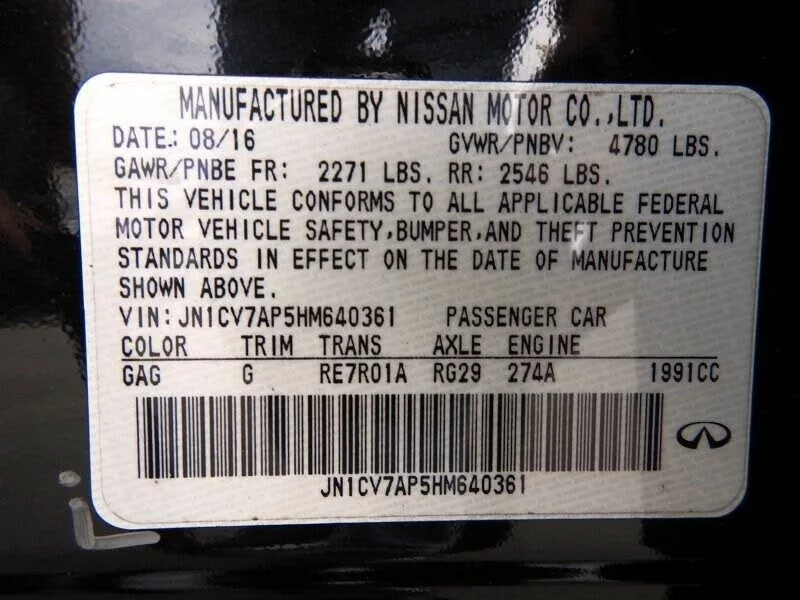 MANUFACTURED BY NISSAN MOTOR CO.,LTD.
DATE: 08/16 GVWR/PNBV: 4780 LBS.
GAWR/PNBE FR: 2271 LBS. RR: 2546 LBS.
THIS VEHICLE CONFORMS TO ALL APPLICABLE FEDERAL
MOTOR VEHICLE SAFETY,BUMPER,AND THEFT PREVENTION
STANDARDS IN EFFECT ON THE DATE OF MANUFACTURE
SHOWN ABOVE.
VIN: JN1CV7AP5HM640361 PASSENGER CAR
COLOR TRIM TRANS AXLE ENGINE
GAG G RE7R01A RG29 274A 1991CC
JN1CV7AP5HM640361